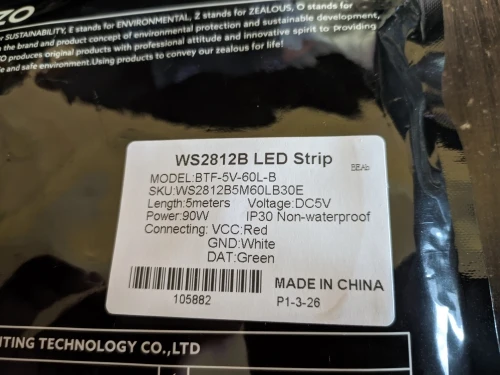 ZO
SUSTAINABILITY, E stands for ENVIRONMENTAL, Z stands for ZEALOUS, O stands for
the brand and product concept of environmental protection and sustainable development,
ZO produces original products with professional attitude and innovative spirit to providing
and safe environment.Using products to convey our zealous for life!
WS2812B LED Strip
BEAb
MODEL:BTF-5V-60L-B
SKU:WS2812B5M60LB30E
Length:5meters Voltage:DC5V
Power:90W IP30 Non-waterproof
Connecting: VCC:Red
GND:White
DAT:Green
105882
MADE IN CHINA
P1-3-26
HTING TECHNOLOGY CO.,LTD